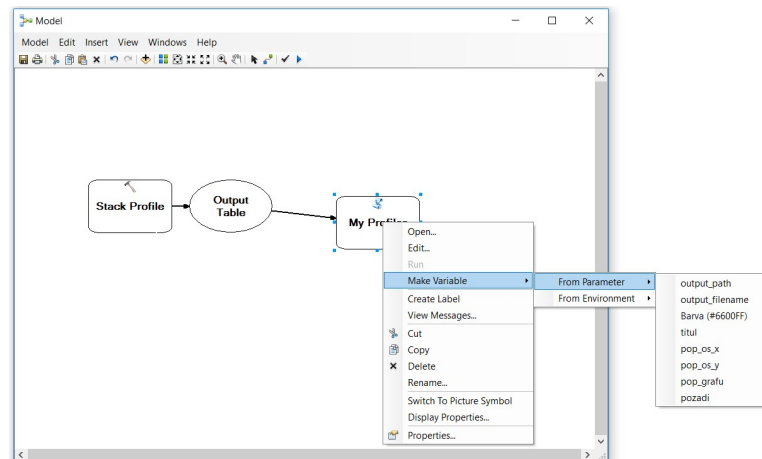 Model
Model Edit Insert View Windows Help
Stack Profile
Output
Table
My Profiles
Open...
Edit...
Run
Make Variable
Create Label
View Messages...
Cut
Copy
Delete
Rename...
Switch To Picture Symbol
Display Properties...
Properties...
From Parameter
From Environment
output_path
output_filename
Barva (#6600FF)
titul
pop_os_x
pop_os_y
pop_grafu
pozadi